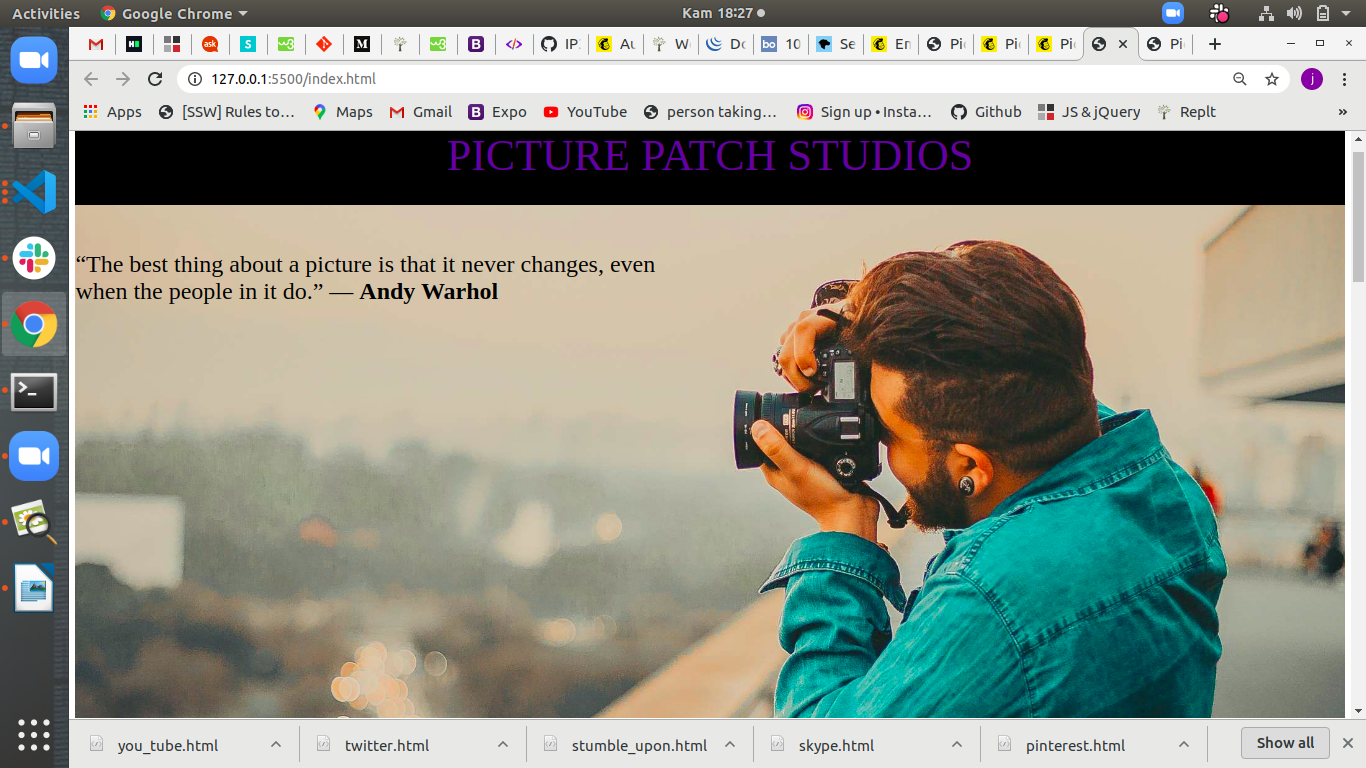 Activities
Google Chrome
Kam 18:27
IP
Au
W
Do
10
Se
En
Pi
Pi
Pi
Pi
127.0.0.1:5500/index.html
j
Apps
[SSW] Rules to…
Maps
Gmail
Expo
YouTube
person taking…
Sign up • Insta…
Github
JS & jQuery
Replt
»
PICTURE PATCH STUDIOS
“The best thing about a picture is that it never changes, even
when the people in it do.” — Andy Warhol
you_tube.html
twitter.html
stumble_upon.html
skype.html
pinterest.html
Show all